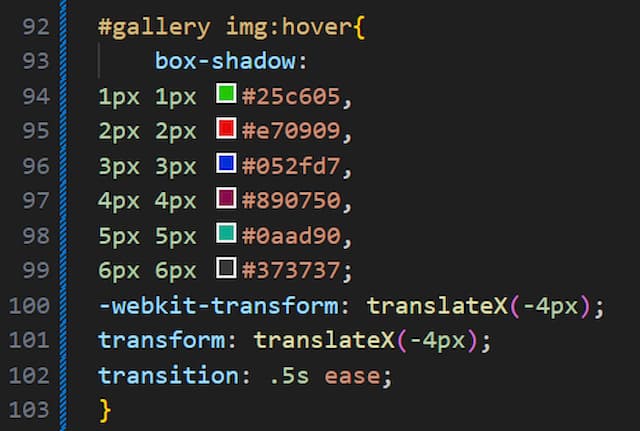 92 #gallery img:hover{
93 box-shadow:
94 1px 1px #25c605,
95 2px 2px #e70909,
96 3px 3px #052fd7,
97 4px 4px #890750,
98 5px 5px #0aad90,
99 6px 6px #373737;
100 -webkit-transform: translateX(-4px);
101 transform: translateX(-4px);
102 transition: .5s ease;
103 }